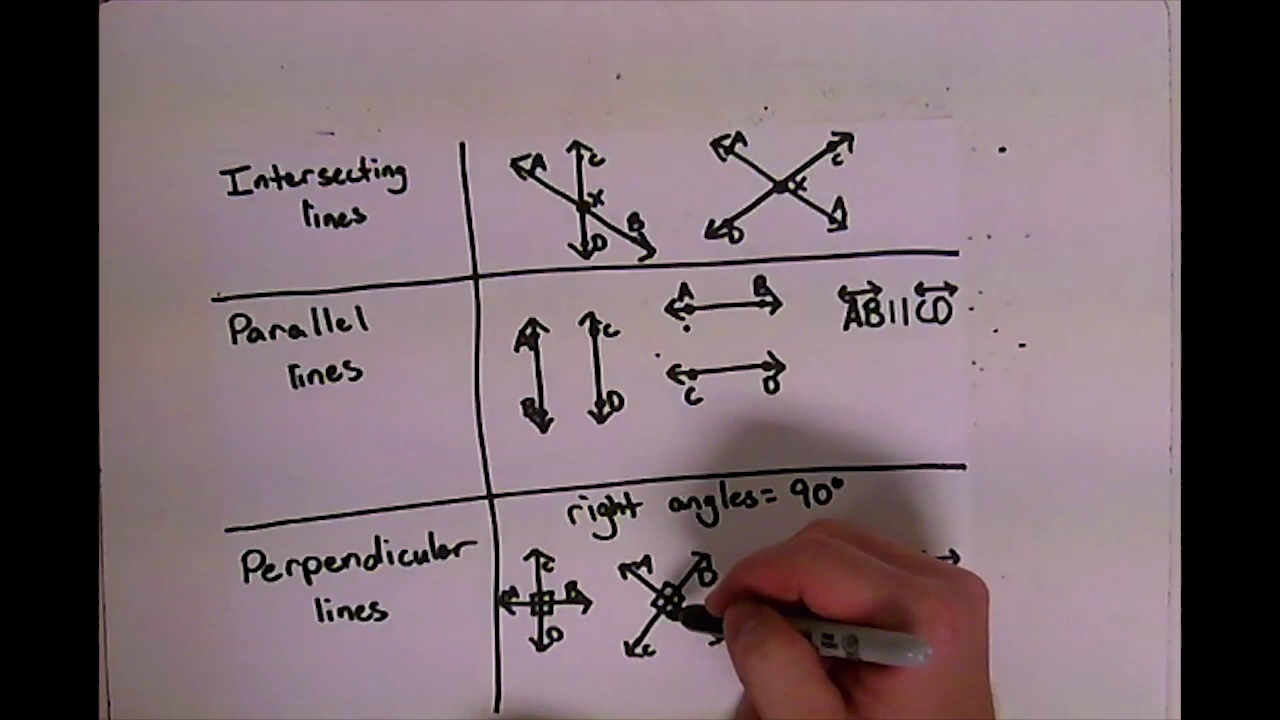 Intersecting
lines
A C X B D
A C X D A
Parallel
lines
A C B D
A B C D
AB || CD
right angles = 90°
Perpendicular
lines
C A B D
A B C